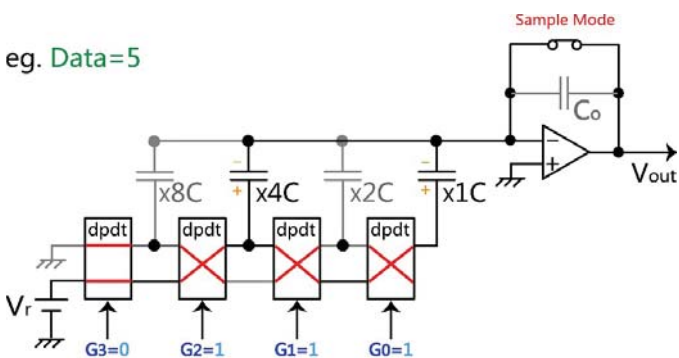 Sample Mode
eg. Data=5
Co
Vout
x8C
x4C
x2C
x1C
dpdt
dpdt
dpdt
dpdt
Vr
G3=0
G2=1
G1=1
G0=1